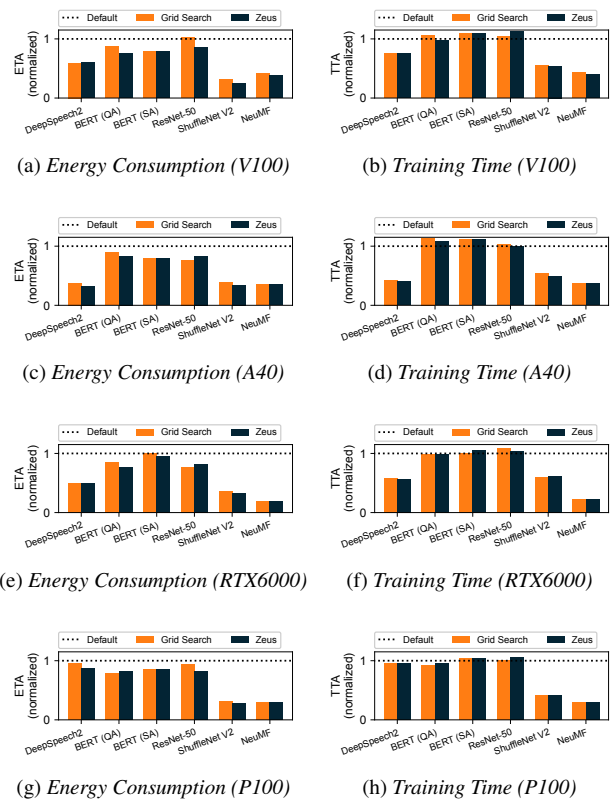 Default Grid Search Zeus
ETA
(normalized)
1
0
DeepSpeech2
BERT (QA)
BERT (SA)
ResNet-50
ShuffleNet V2
NeuMF
(a) Energy Consumption (V100)
Default Grid Search Zeus
TTA
(normalized)
1
0
DeepSpeech2
BERT (QA)
BERT (SA)
ResNet-50
ShuffleNet V2
NeuMF
(b) Training Time (V100)
Default Grid Search Zeus
ETA
(normalized)
1
0
DeepSpeech2
BERT (QA)
BERT (SA)
ResNet-50
ShuffleNet V2
NeuMF
(c) Energy Consumption (A40)
Default Grid Search Zeus
TTA
(normalized)
1
0
DeepSpeech2
BERT (QA)
BERT (SA)
ResNet-50
ShuffleNet V2
NeuMF
(d) Training Time (A40)
Default Grid Search Zeus
ETA
(normalized)
1
0
DeepSpeech2
BERT (QA)
BERT (SA)
ResNet-50
ShuffleNet V2
NeuMF
(e) Energy Consumption (RTX6000)
Default Grid Search Zeus
TTA
(normalized)
1
0
DeepSpeech2
BERT (QA)
BERT (SA)
ResNet-50
ShuffleNet V2
NeuMF
(f) Training Time (RTX6000)
Default Grid Search Zeus
ETA
(normalized)
1
0
DeepSpeech2
BERT (QA)
BERT (SA)
ResNet-50
ShuffleNet V2
NeuMF
(g) Energy Consumption (P100)
Default Grid Search Zeus
TTA
(normalized)
1
0
DeepSpeech2
BERT (QA)
BERT (SA)
ResNet-50
ShuffleNet V2
NeuMF
(h) Training Time (P100)